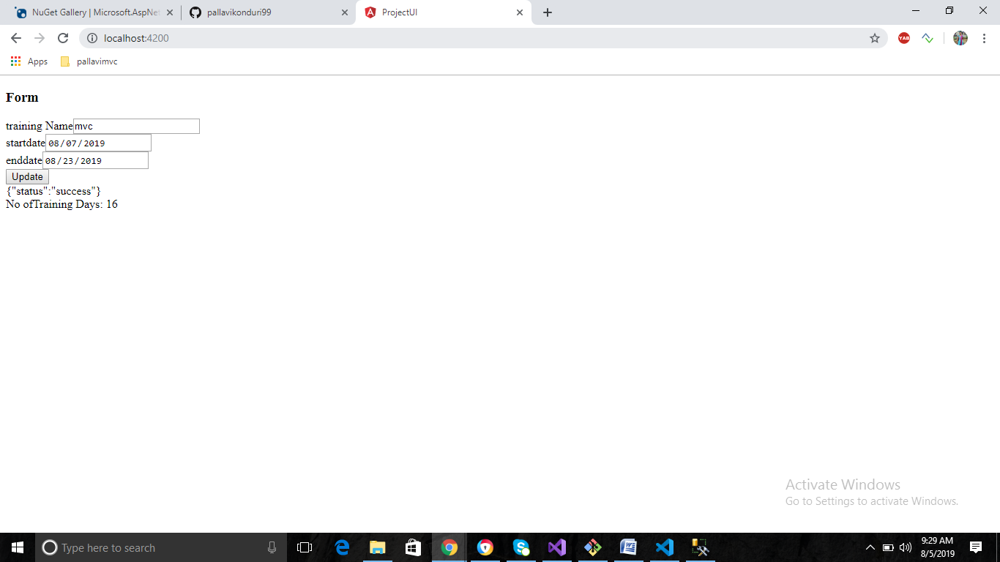 NuGet Gallery | Microsoft.AspNet
pallavikonduri99
ProjectUI
localhost:4200
YAB
Apps
pallavimvc
Form
training Name mvc
startdate 08/07/2019
enddate 08/23/2019
Update
{"status":"success"}
No ofTraining Days: 16
Activate Windows
Go to Settings to activate Windows.
Type here to search
9:29 AM
8/5/2019